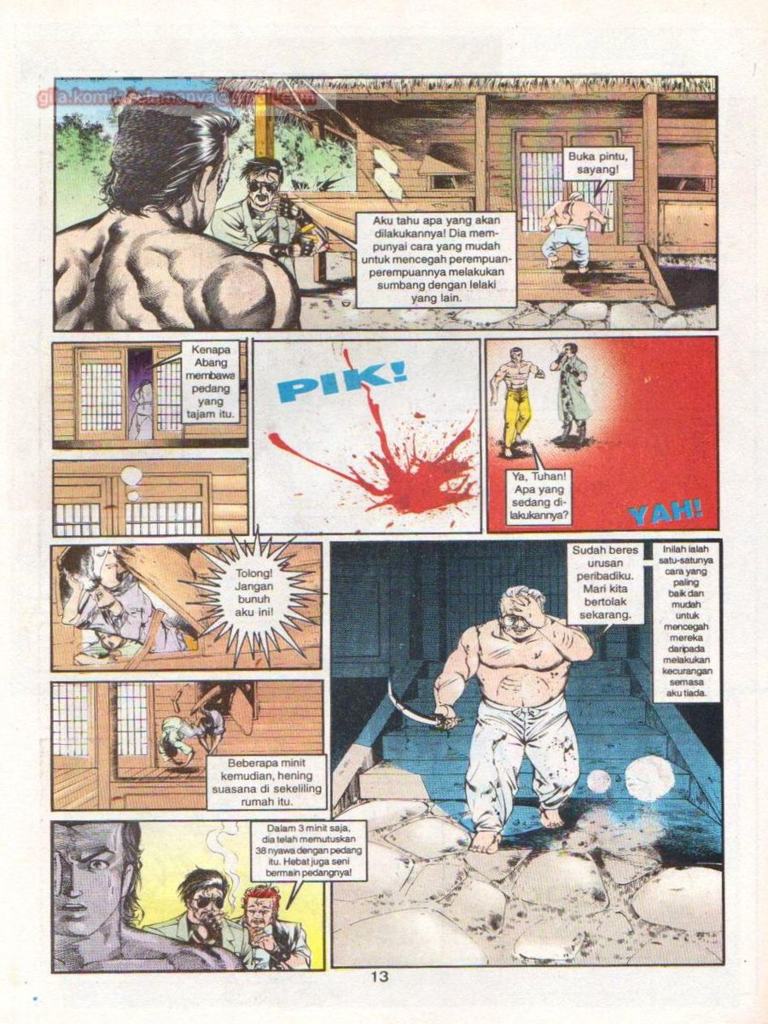 Buka pintu,
sayang!
Aku tahu apa yang akan
dilakukannya! Dia mem-
punyai cara yang mudah
untuk mencegah perempuan-
perempuannya melakukan
sumbang dengan lelaki
yang lain.
Kenapa
Abang
membawa
pedang
yang
tajam itu.
PIK!
Ya, Tuhan!
Apa yang
sedang di-
lakukannya?
YAH!
Tolong!
Jangan
bunuh
aku ini!
Beberapa minit
kemudian, hening
suasana di sekeliling
rumah itu.
Sudah beres
urusan
peribadiku.
Mari kita
bertolak
sekarang.
Inilah ialah
satu-satunya
cara yang
paling
baik dan
mudah
untuk
mencegah
mereka
daripada
melakukan
kecurangan
semasa
aku tiada.
Dalam 3 minit saja,
dia telah memutuskan
38 nyawa dengan pedang
itu. Hebat juga seni
bermain pedangnya!
13